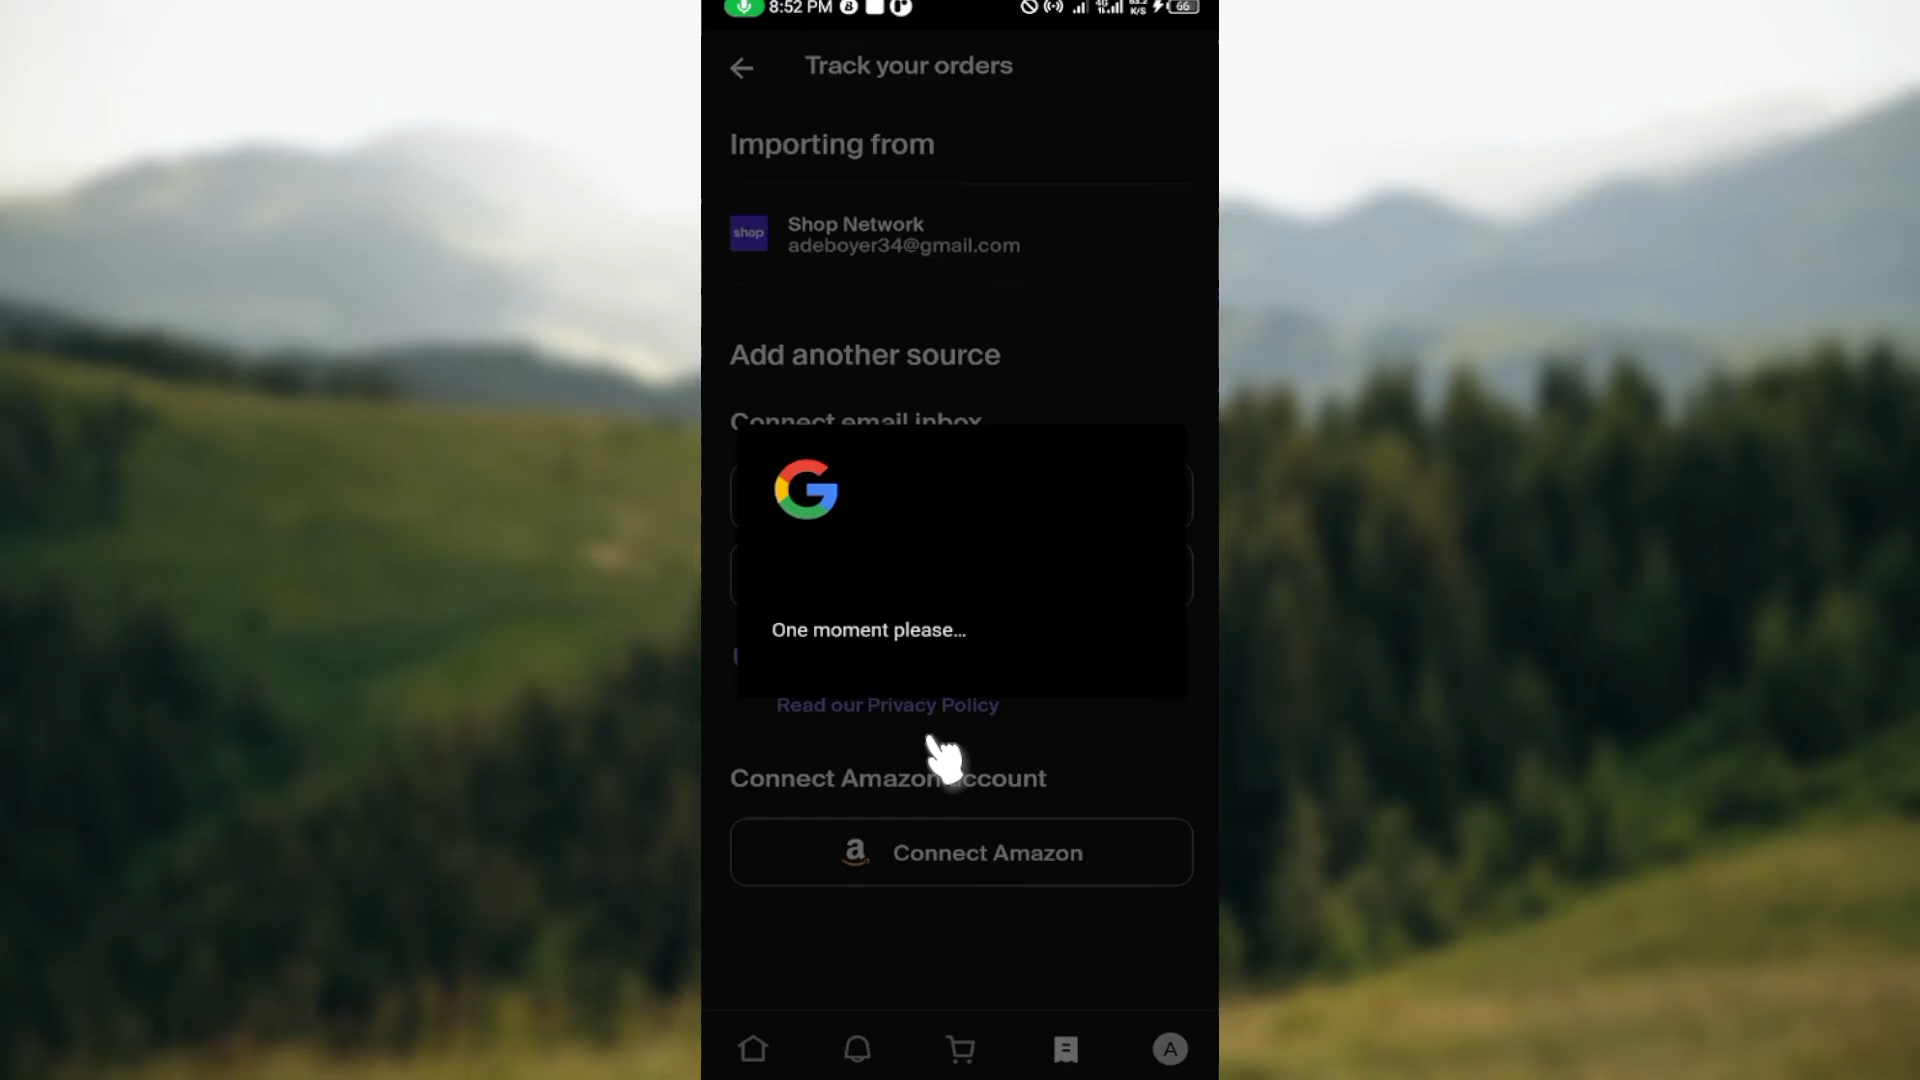 8:52 PM
66
Track your orders
Importing from
shop
Shop Network
adeboyer34@gmail.com
Add another source
Connect email inbox
One moment please...
Read our Privacy Policy
Connect Amazon account
Connect Amazon
A